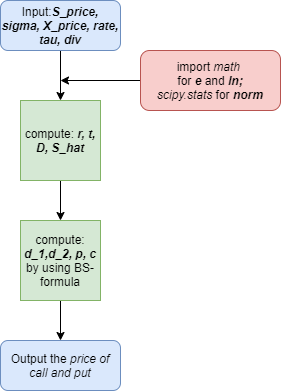 Input:S_price,
sigma, X_price, rate,
tau, div
import math
for e and ln;
scipy.stats for norm
compute: r, t,
D, S_hat
compute:
d_1,d_2, p, c
by using BS-
formula
Output the price of
call and put